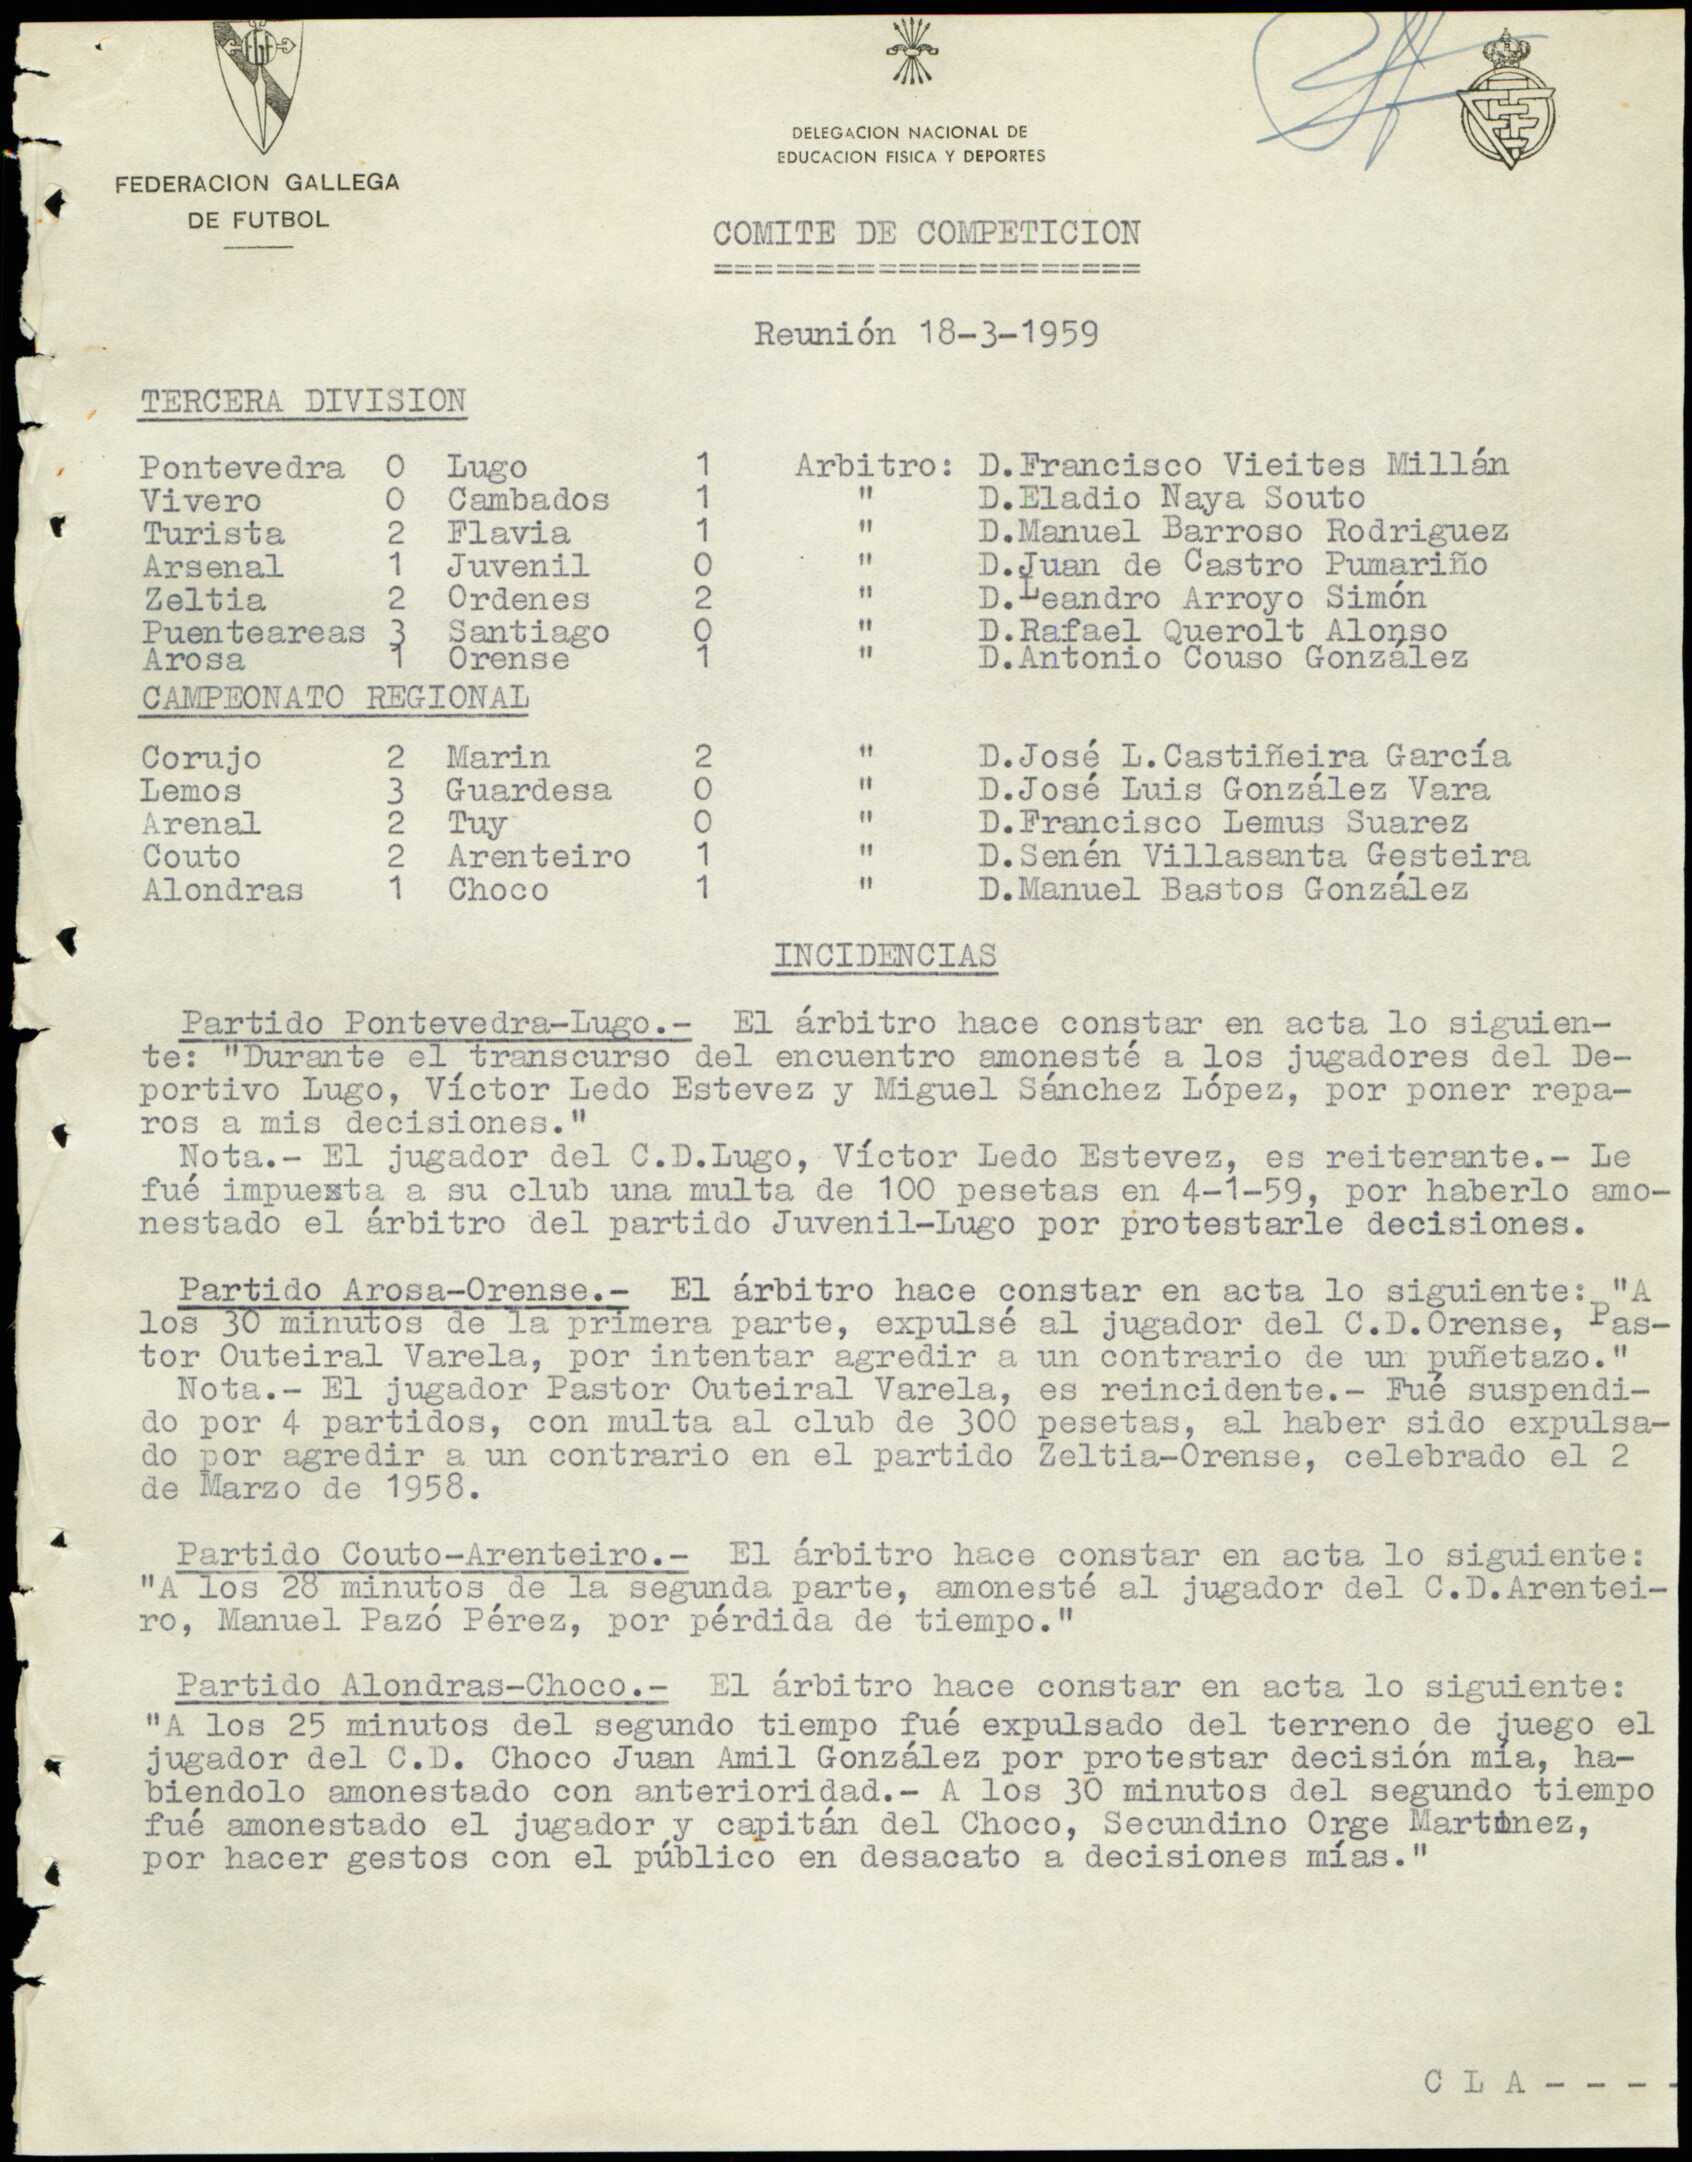 FGF
FEDERACION GALLEGA
DE FUTBOL
DELEGACION NACIONAL DE
EDUCACION FISICA Y DEPORTES
COMITE DE COMPETICION
=====================
Reunión 18-3-1959
TERCERA DIVISION
Pontevedra 0 Lugo 1 Arbitro: D.Francisco Vieites Millán
Vivero 0 Cambados 1 " D.Eladio Naya Souto
Turista 2 Flavia 1 " D.Manuel Barroso Rodriguez
Arsenal 1 Juvenil 0 " D.Juan de Castro Pumariño
Zeltia 2 Ordenes 2 " D.Leandro Arroyo Simón
Puenteareas 3 Santiago 0 " D.Rafael Querolt Alonso
Arosa 1 Orense 1 " D.Antonio Couso González
CAMPEONATO REGIONAL
Corujo 2 Marin 2 " D.José L.Castiñeira García
Lemos 3 Guardesa 0 " D.José Luis González Vara
Arenal 2 Tuy 0 " D.Francisco Lemus Suarez
Couto 2 Arenteiro 1 " D.Senén Villasanta Gesteira
Alondras 1 Choco 1 " D.Manuel Bastos González
INCIDENCIAS
Partido Pontevedra-Lugo.- El árbitro hace constar en acta lo siguien-
te: "Durante el transcurso del encuentro amonesté a los jugadores del De-
portivo Lugo, Víctor Ledo Estevez y Miguel Sánchez López, por poner repa-
ros a mis decisiones."
Nota.- El jugador del C.D.Lugo, Víctor Ledo Estevez, es reiterante.- Le
fué impuesta a su club una multa de 100 pesetas en 4-1-59, por haberlo amo-
nestado el árbitro del partido Juvenil-Lugo por protestarle decisiones.
Partido Arosa-Orense.- El árbitro hace constar en acta lo siguiente: "A
los 30 minutos de la primera parte, expulsé al jugador del C.D.Orense, Pas-
tor Outeiral Varela, por intentar agredir a un contrario de un puñetazo."
Nota.- El jugador Pastor Outeiral Varela, es reincidente.- Fué suspendi-
do por 4 partidos, con multa al club de 300 pesetas, al haber sido expulsa-
do por agredir a un contrario en el partido Zeltia-Orense, celebrado el 2
de Marzo de 1958.
Partido Couto-Arenteiro.- El árbitro hace constar en acta lo siguiente:
"A los 28 minutos de la segunda parte, amonesté al jugador del C.D.Arentei-
ro, Manuel Pazó Pérez, por pérdida de tiempo."
Partido Alondras-Choco.- El árbitro hace constar en acta lo siguiente:
"A los 25 minutos del segundo tiempo fué expulsado del terreno de juego el
jugador del C.D. Choco Juan Amil González por protestar decisión mía, ha-
biendolo amonestado con anterioridad.- A los 30 minutos del segundo tiempo
fué amonestado el jugador y capitán del Choco, Secundino Orge Martinez,
por hacer gestos con el público en desacato a decisiones mías."
C L A - - - -